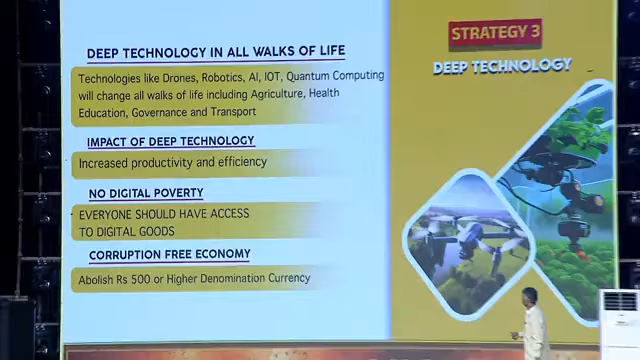 DEEP TECHNOLOGY IN ALL WALKS OF LIFE
Technologies like Drones, Robotics, AI, IOT, Quantum Computing
will change all walks of life including Agriculture, Health
Education, Governance and Transport
IMPACT OF DEEP TECHNOLOGY
Increased productivity and efficiency
NO DIGITAL POVERTY
EVERYONE SHOULD HAVE ACCESS
TO DIGITAL GOODS
CORRUPTION FREE ECONOMY
Abolish Rs 500 or Higher Denomination Currency
STRATEGY 3
DEEP TECHNOLOGY